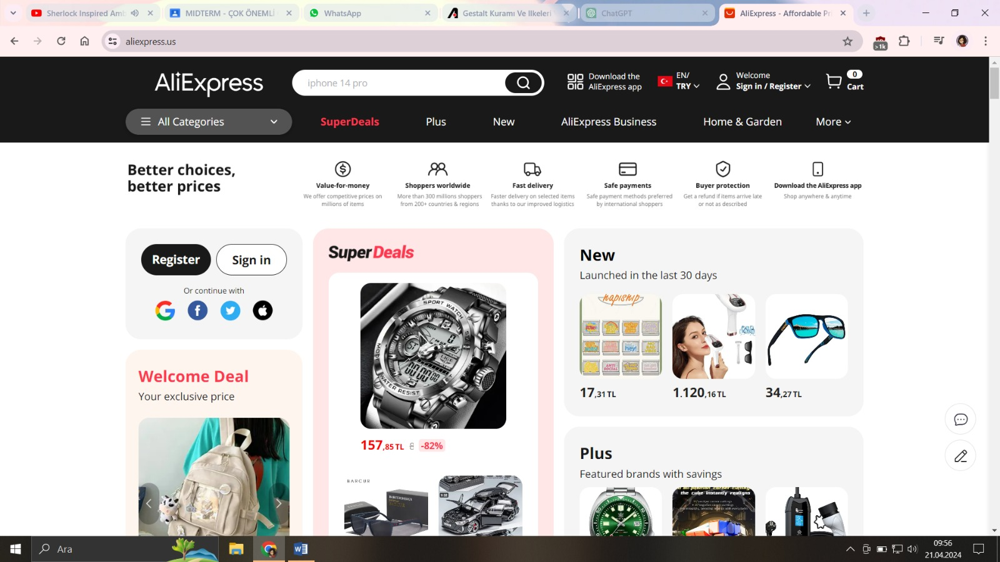 Sherlock Inspired Amb
MIDTERM - ÇOK ÖNEMLİ
WhatsApp
Gestalt Kuramı Ve İlkeleri
ChatGPT
AliExpress - Affordable Pri
aliexpress.us
>1k
AliExpress
iphone 14 pro
Download the
AliExpress app
EN/
TRY
Welcome
Sign in / Register
0
Cart
All Categories
SuperDeals
Plus
New
AliExpress Business
Home & Garden
More
Better choices,
better prices
Value-for-money
We offer competitive prices on
millions of items
Shoppers worldwide
More than 300 millions shoppers
from 200+ countries & regions
Fast delivery
Faster delivery on selected items
thanks to our improved logistics
Safe payments
Safe payment methods preferred
by international shoppers
Buyer protection
Get a refund if items arrive late
or not as described
Download the AliExpress app
Shop anywhere & anytime
Register
Sign in
Or continue with
Welcome Deal
Your exclusive price
SuperDeals
SPORT WATCH
WATER RESIST
157,85 TL 8 -82%
BARCUR
New
Launched in the last 30 days
hapiship
hey!
ANTI
SOCIAL
17,31 TL
1.120,16 TL
34,27 TL
Plus
Featured brands with savings
the cube instantly realigns
Ara
09:56
21.04.2024